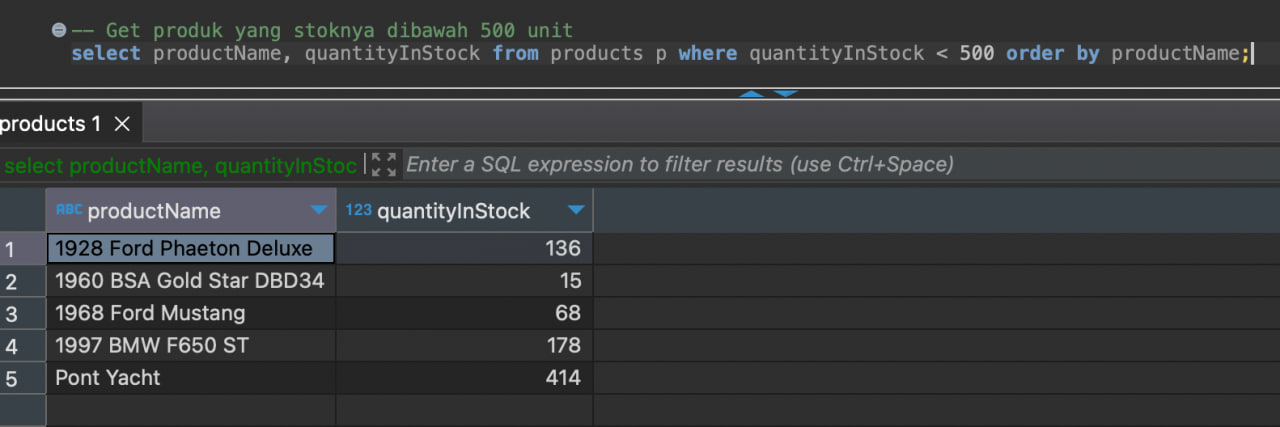 -- Get produk yang stoknya dibawah 500 unit
select productName, quantityInStock from products p where quantityInStock < 500 order by productName;
products 1
select productName, quantityInStoc Enter a SQL expression to filter results (use Ctrl+Space)
ABC productName 123 quantityInStock
1 1928 Ford Phaeton Deluxe 136
2 1960 BSA Gold Star DBD34 15
3 1968 Ford Mustang 68
4 1997 BMW F650 ST 178
5 Pont Yacht 414